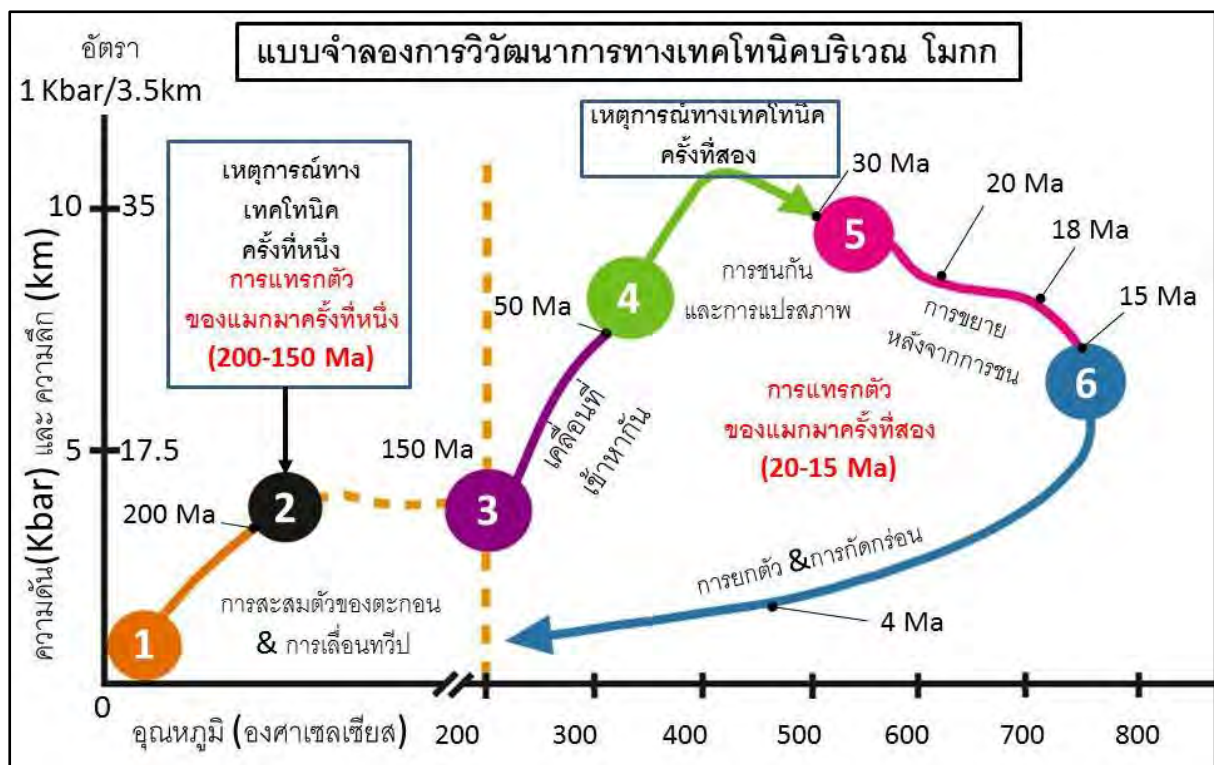 แบบจำลองการวิวัฒนาการทางเทคโทนิคบริเวณ โมกก
อัตรา
1 Kbar/3.5km
ความดัน(Kbar) และ ความลึก (km)
10
35
5
17.5
0
เหตุการณ์ทาง
เทคโทนิค
ครั้งที่หนึ่ง
การแทรกตัว
ของแมกมาครั้งที่หนึ่ง
(200-150 Ma)
เหตุการณ์ทางเทคโทนิค
ครั้งที่สอง
30 Ma
20 Ma
18 Ma
15 Ma
50 Ma
150 Ma
200 Ma
4 Ma
1
2
3
4
5
6
การชนกัน
และการแปรสภาพ
การขยาย
หลังจากการชน
เคลื่อนที่
เข้าหากัน
การแทรกตัว
ของแมกมาครั้งที่สอง
(20-15 Ma)
การยกตัว &การกัดกร่อน
การสะสมตัวของตะกอน
& การเลื่อนทวีป
อุณหภูมิ (องศาเซลเซียส)
200
300
400
500
600
700
800